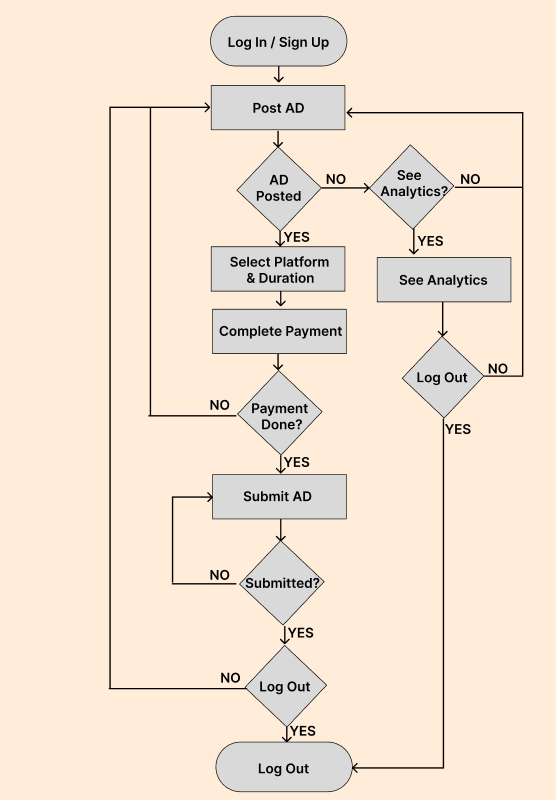 Log In / Sign Up
Post AD
AD
Posted
NO
See
Analytics?
NO
YES
YES
Select Platform
& Duration
See Analytics
Complete Payment
Log Out
NO
NO
Payment
Done?
YES
YES
Submit AD
NO
Submitted?
YES
NO
Log Out
YES
Log Out